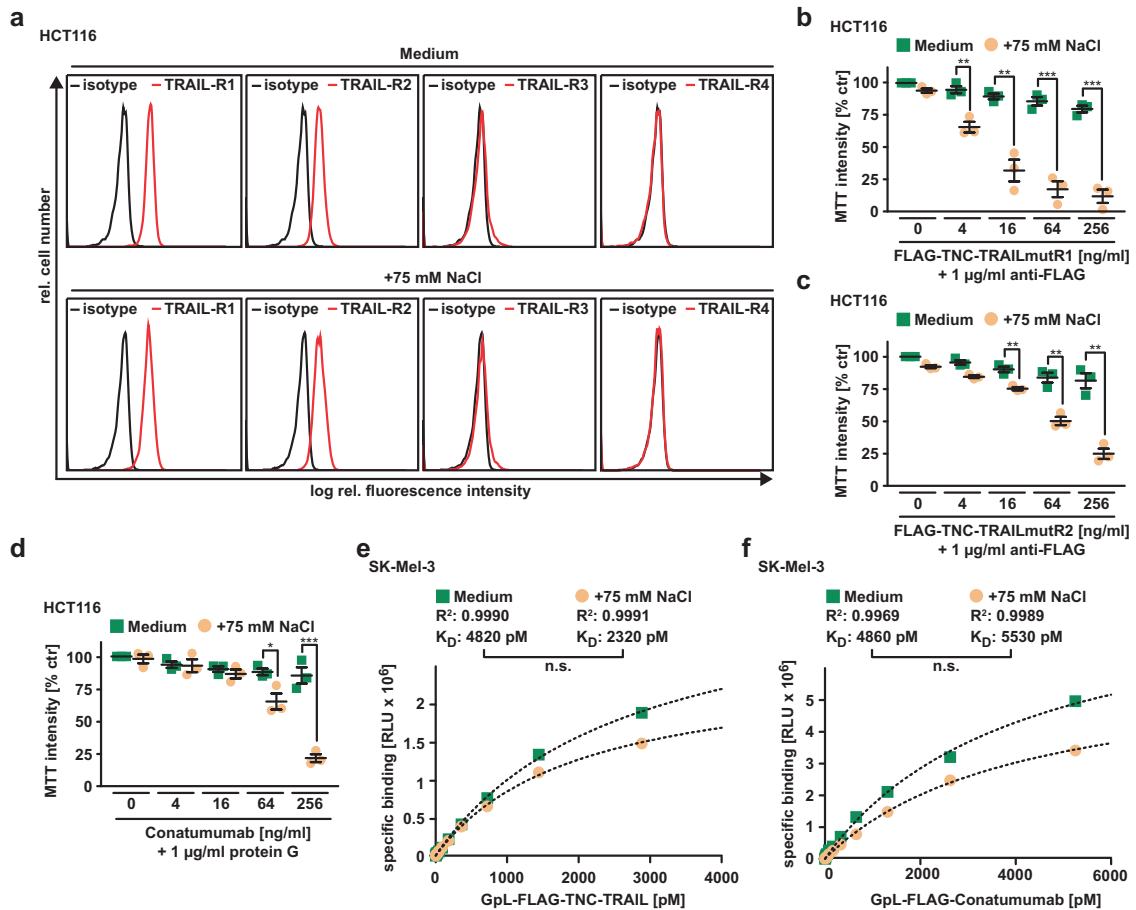 a
HCT116
Medium
isotype TRAIL-R1
isotype TRAIL-R2
isotype TRAIL-R3
isotype TRAIL-R4
+75 mM NaCl
isotype TRAIL-R1
isotype TRAIL-R2
isotype TRAIL-R3
isotype TRAIL-R4
rel. cell number
log rel. fluorescence intensity
b
HCT116
Medium +75 mM NaCl
** ** *** ***
MTT intensity [% ctr]
100
75
50
25
0
0 4 16 64 256
FLAG-TNC-TRAILmutR1 [ng/ml]
+ 1 µg/ml anti-FLAG
c
HCT116
Medium +75 mM NaCl
** ** **
MTT intensity [% ctr]
100
75
50
25
0
0 4 16 64 256
FLAG-TNC-TRAILmutR2 [ng/ml]
+ 1 µg/ml anti-FLAG
d
HCT116
Medium +75 mM NaCl
* ***
MTT intensity [% ctr]
100
75
50
25
0
0 4 16 64 256
Conatumumab [ng/ml]
+ 1 µg/ml protein G
e
SK-Mel-3
Medium +75 mM NaCl
R²: 0.9990 R²: 0.9991
K_D: 4820 pM K_D: 2320 pM
n.s.
specific binding [RLU x 10⁶]
2
1.5
1
0.5
0
0 1000 2000 3000 4000
GpL-FLAG-TNC-TRAIL [pM]
f
SK-Mel-3
Medium +75 mM NaCl
R²: 0.9969 R²: 0.9989
K_D: 4860 pM K_D: 5530 pM
n.s.
specific binding [RLU x 10⁶]
5
4
3
2
1
0
0 2000 4000 6000
GpL-FLAG-Conatumumab [pM]